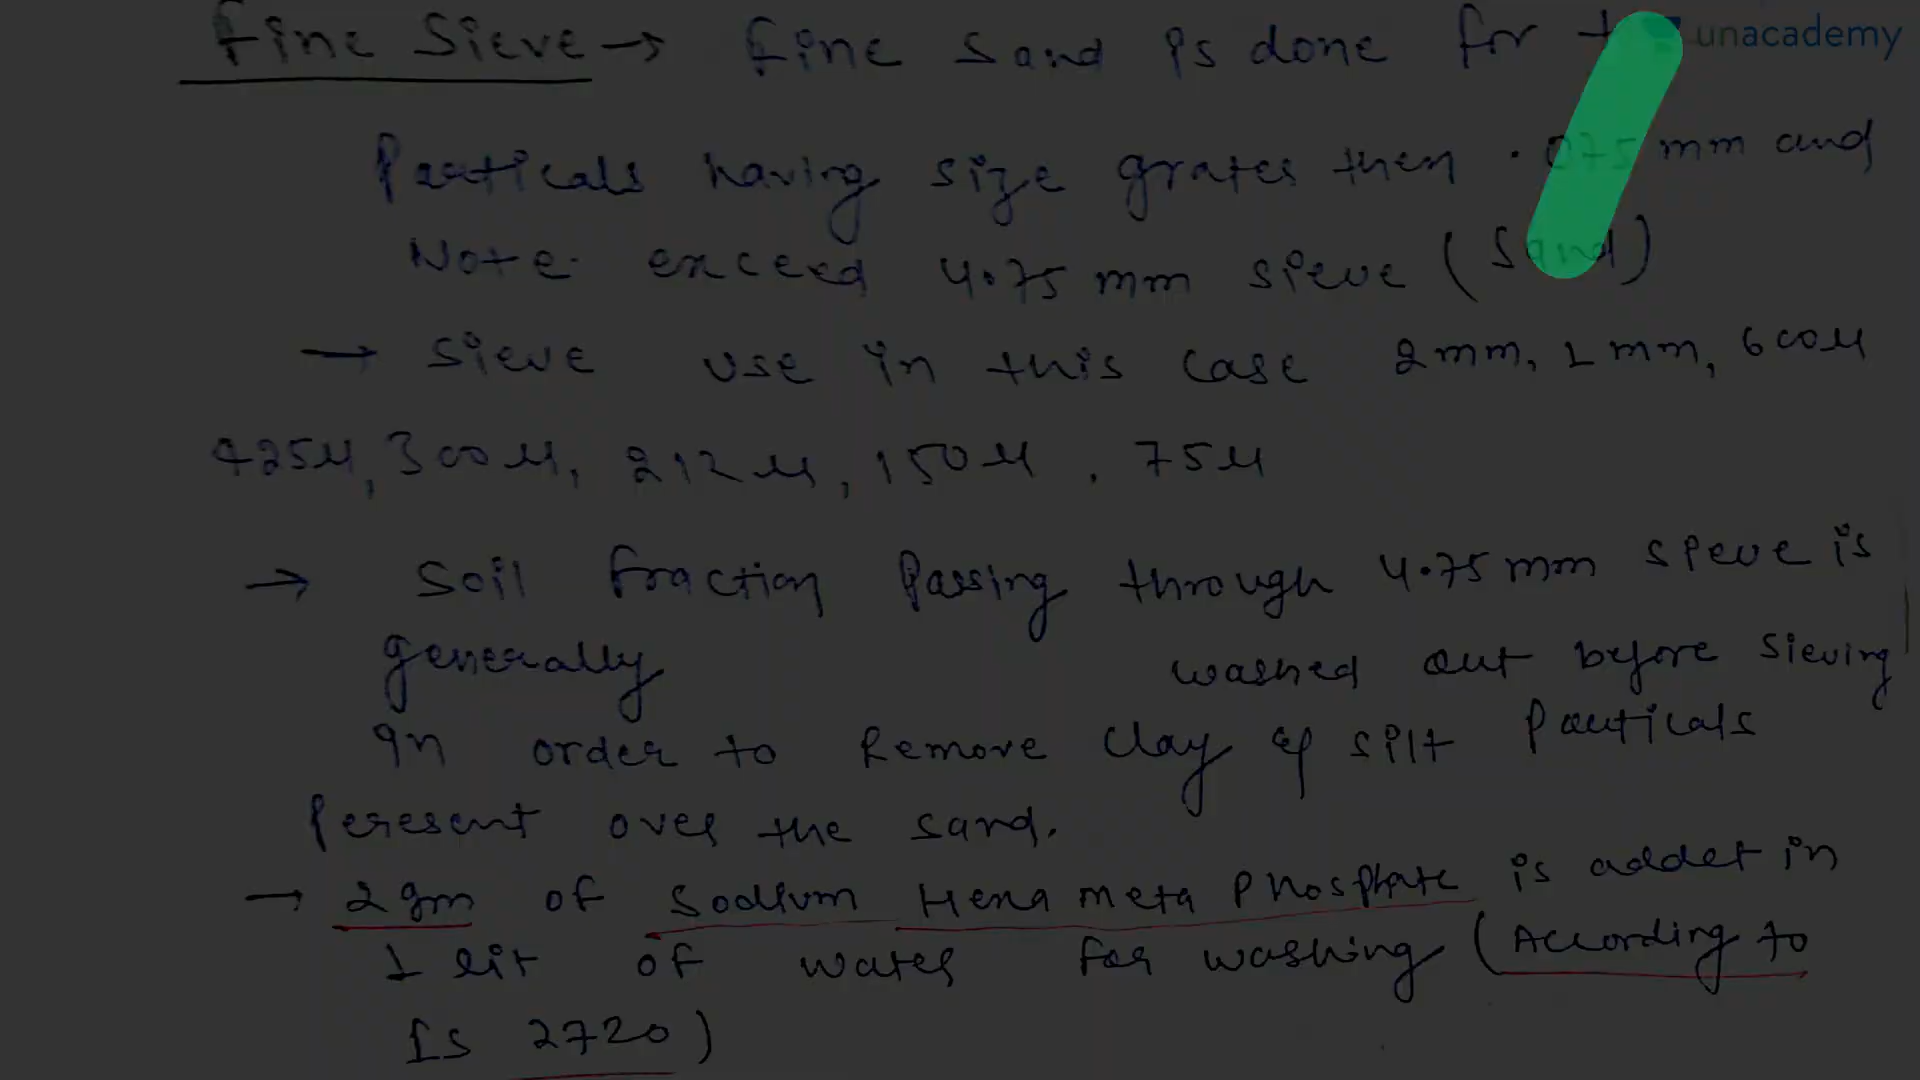 Fine Sieve → Fine Sand is done for
unacademy
Particals having size grater then .075 mm and
Note exceed 4.75 mm sieve (Sand)
→ Sieve use in this case 2mm, 1mm, 600μ
425μ, 300μ, 212μ, 150μ, 75μ
→ Soil fraction Passing through 4.75 mm sieve is
generally washed out before sieving
in order to Remove clay & silt Particals
Peresent over the sand.
→ 2gm of Sodium Hexa meta Phosphate is addet in
1 lit of water for washing (According to
Is 2720)